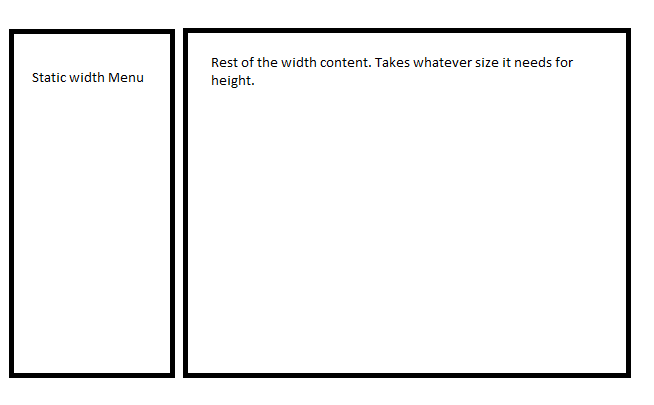 Static width Menu
Rest of the width content. Takes whatever size it needs for
height.